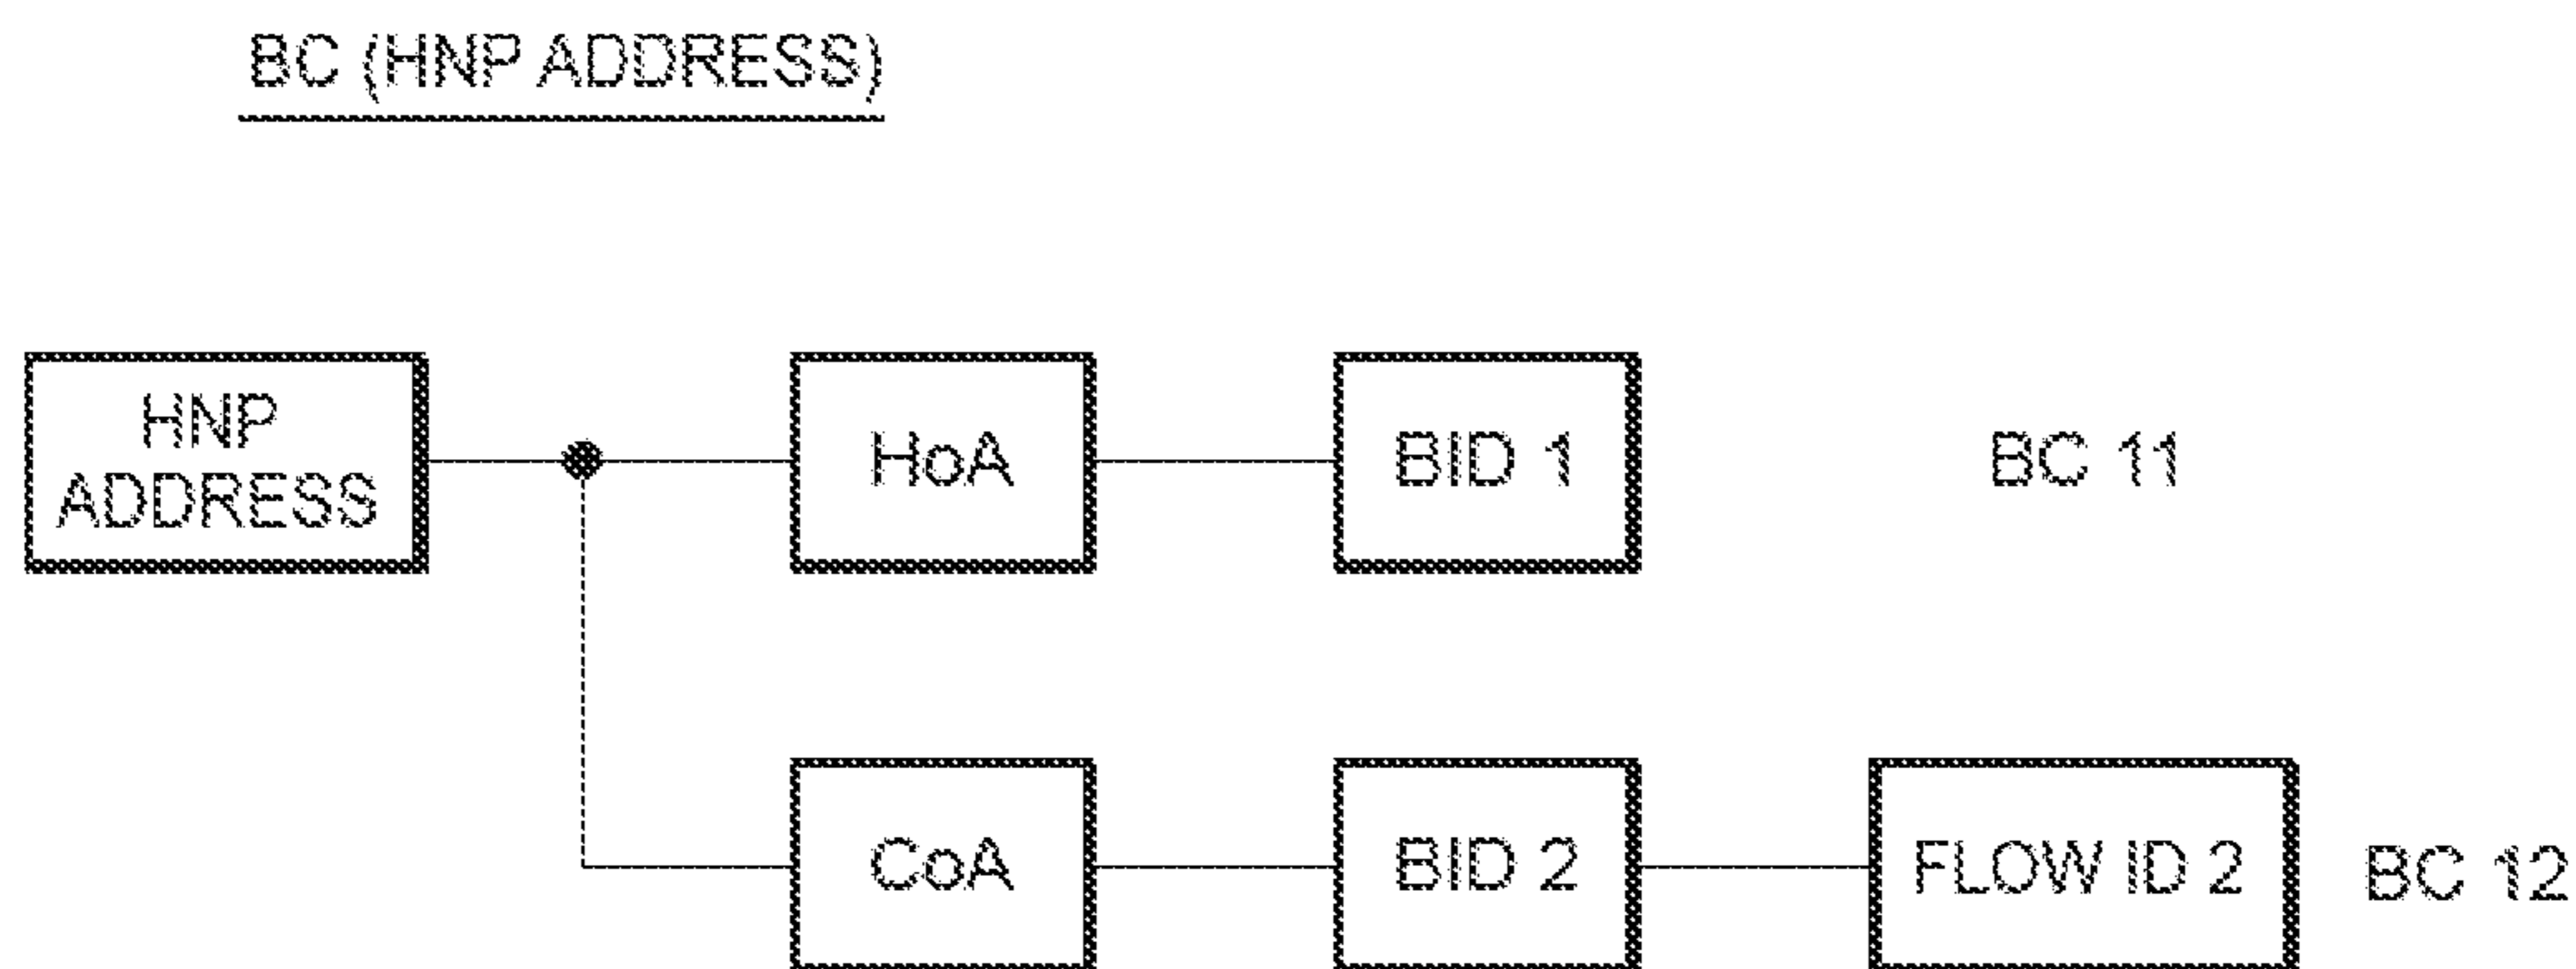 BC (HNP ADDRESS)
HNP
ADDRESS
HoA
BID 1
BC 11
CoA
BID 2
FLOW ID 2
BC 12